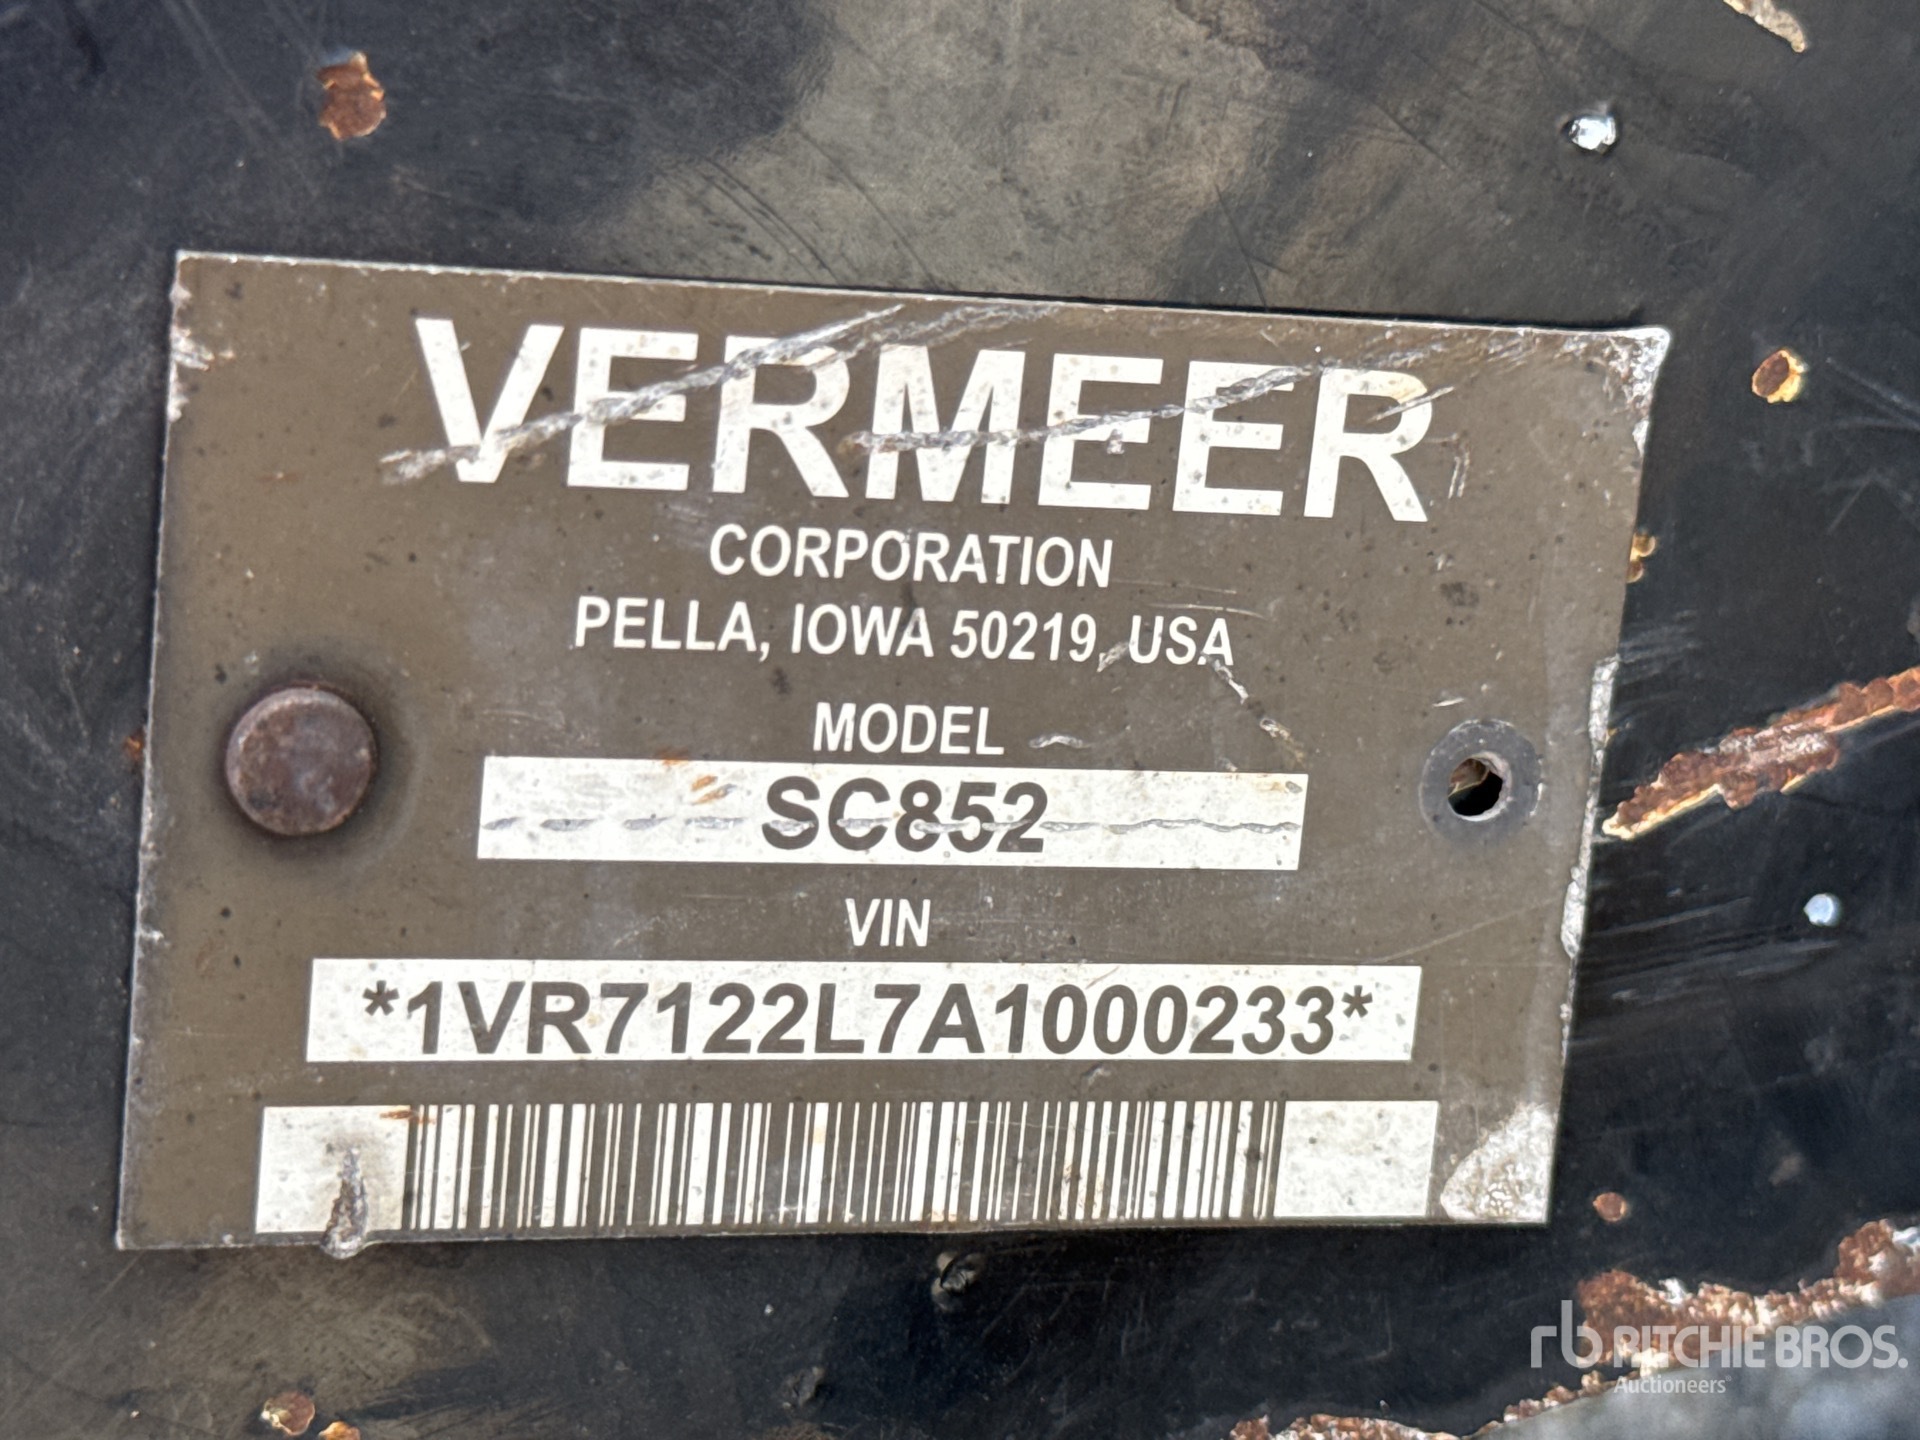 VERMEER
CORPORATION
PELLA, IOWA 50219, USA
MODEL
SC852
VIN
*1VR7122L7A1000233*
rb RITCHIE BROS.
Auctioneers